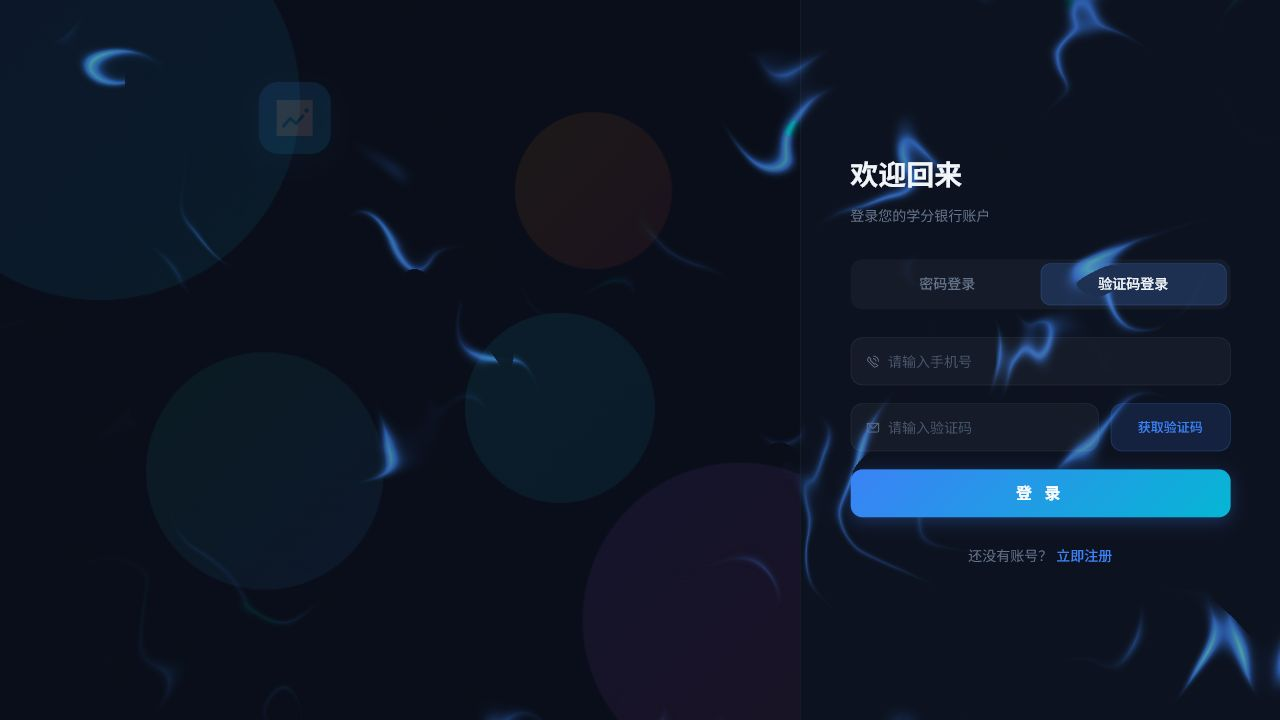 欢迎回来
登录您的学分银行账户
密码登录
验证码登录
请输入手机号
请输入验证码
获取验证码
登 录
还没有账号? 立即注册